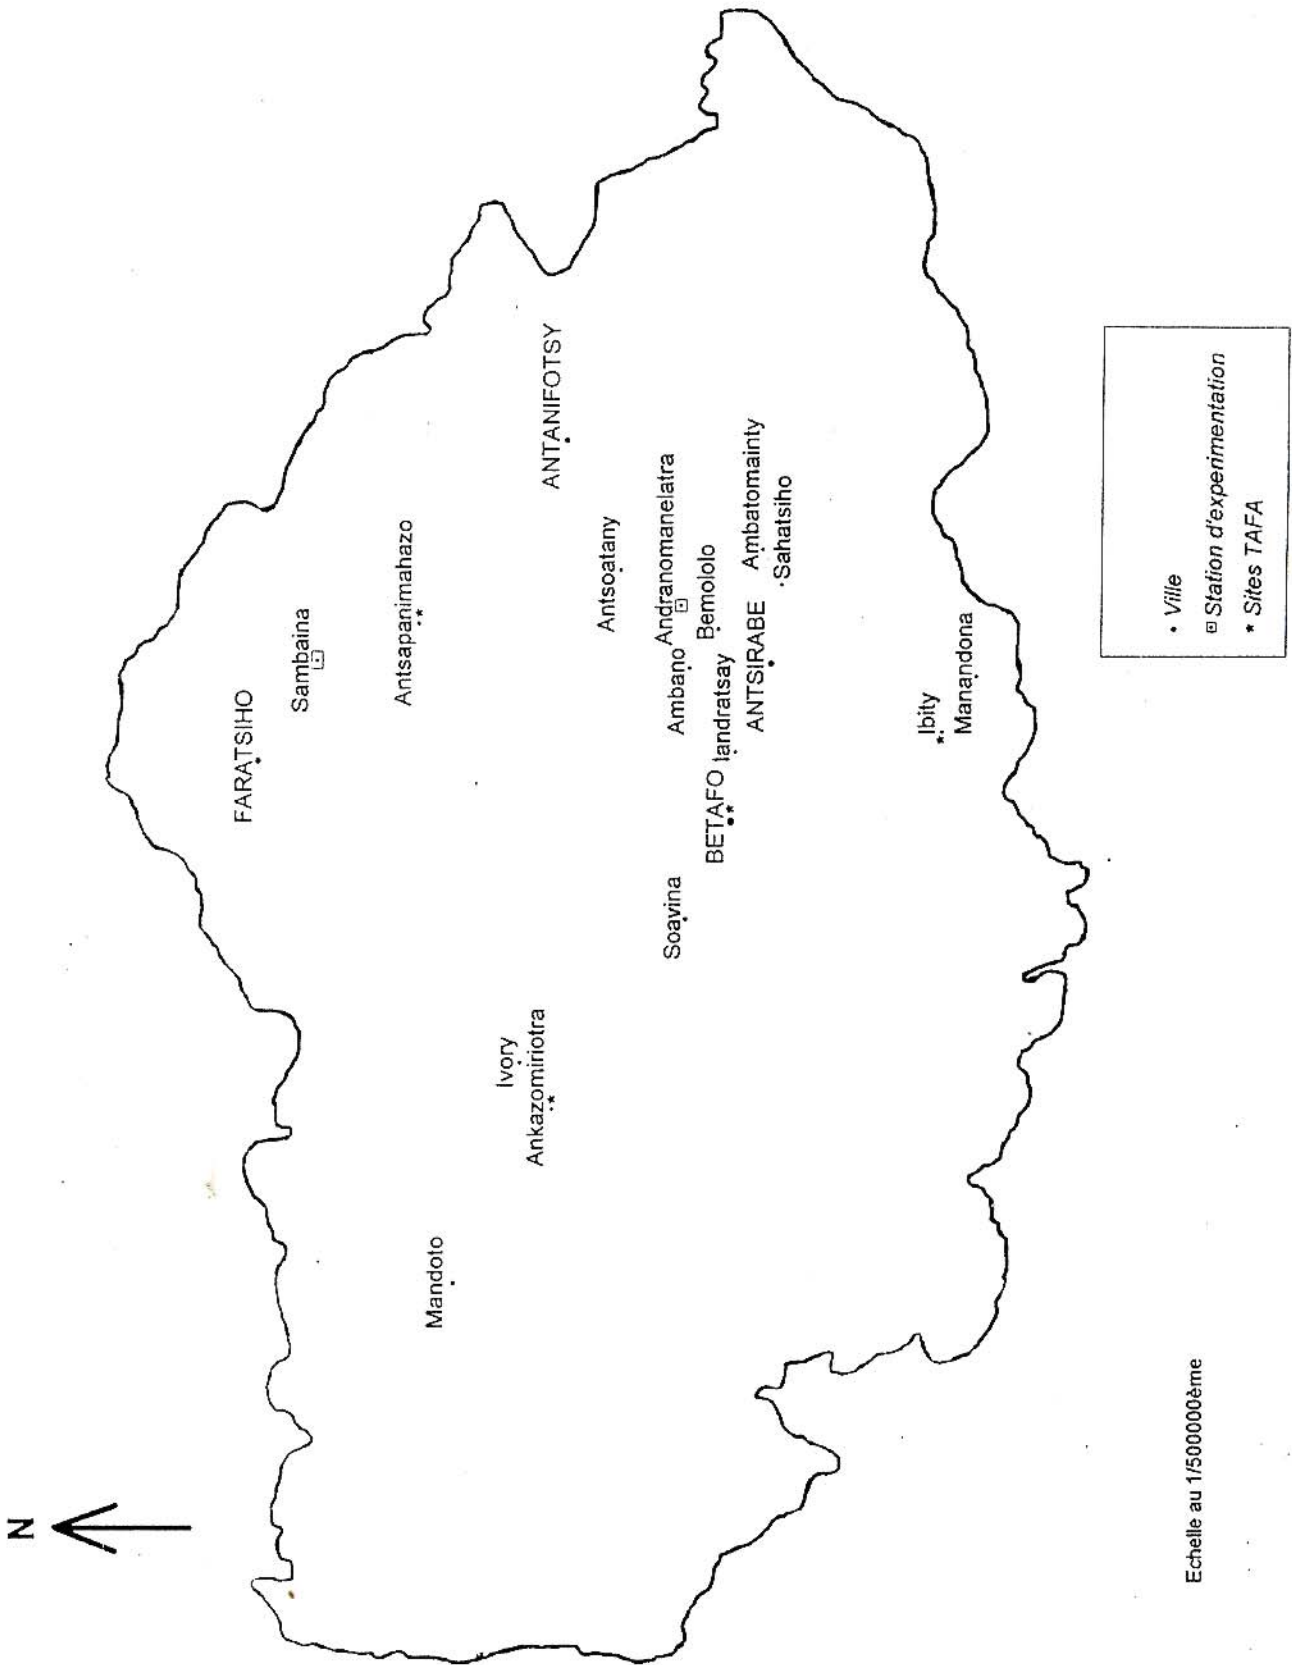 N
FARATSIHO
Sambaina
Antsapanimahazo
Mandoto
Ivory
Ankazomiriotra
ANTANIFOTSY
Antsoatany
Soavina
Ambano
Andranomanelatra
Bemololo
BETAFO
Iandratsay
ANTSIRABE
Ambatomainty
Sahatsiho
Ibity
Manandona
Ville
Station d'experimentation
Sites TAFA
Echelle au 1/500000ème